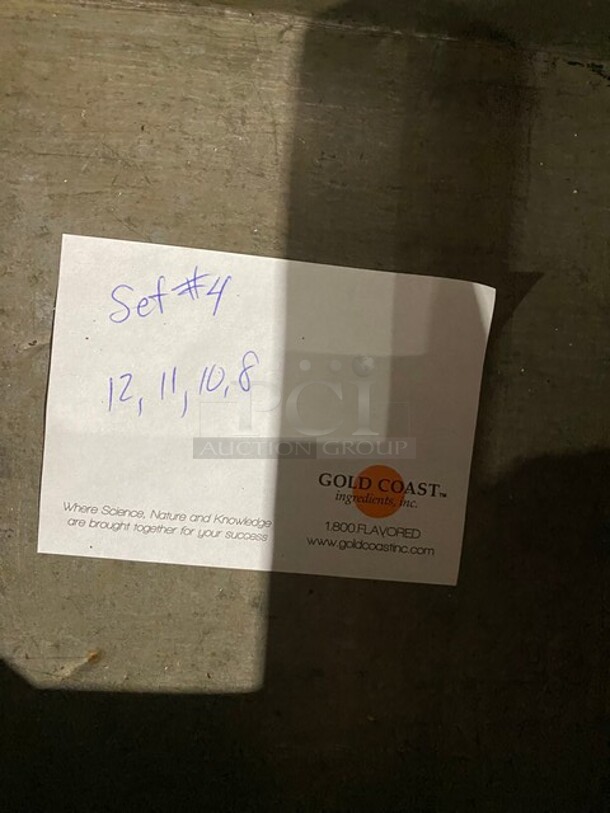 Set #4
12, 11, 10, 8
PCI
AUCTION GROUP
GOLD COAST™
ingredients, inc.
Where Science, Nature and Knowledge
are brought together for your success
1.800.FLAVORED
www.goldcoastinc.com